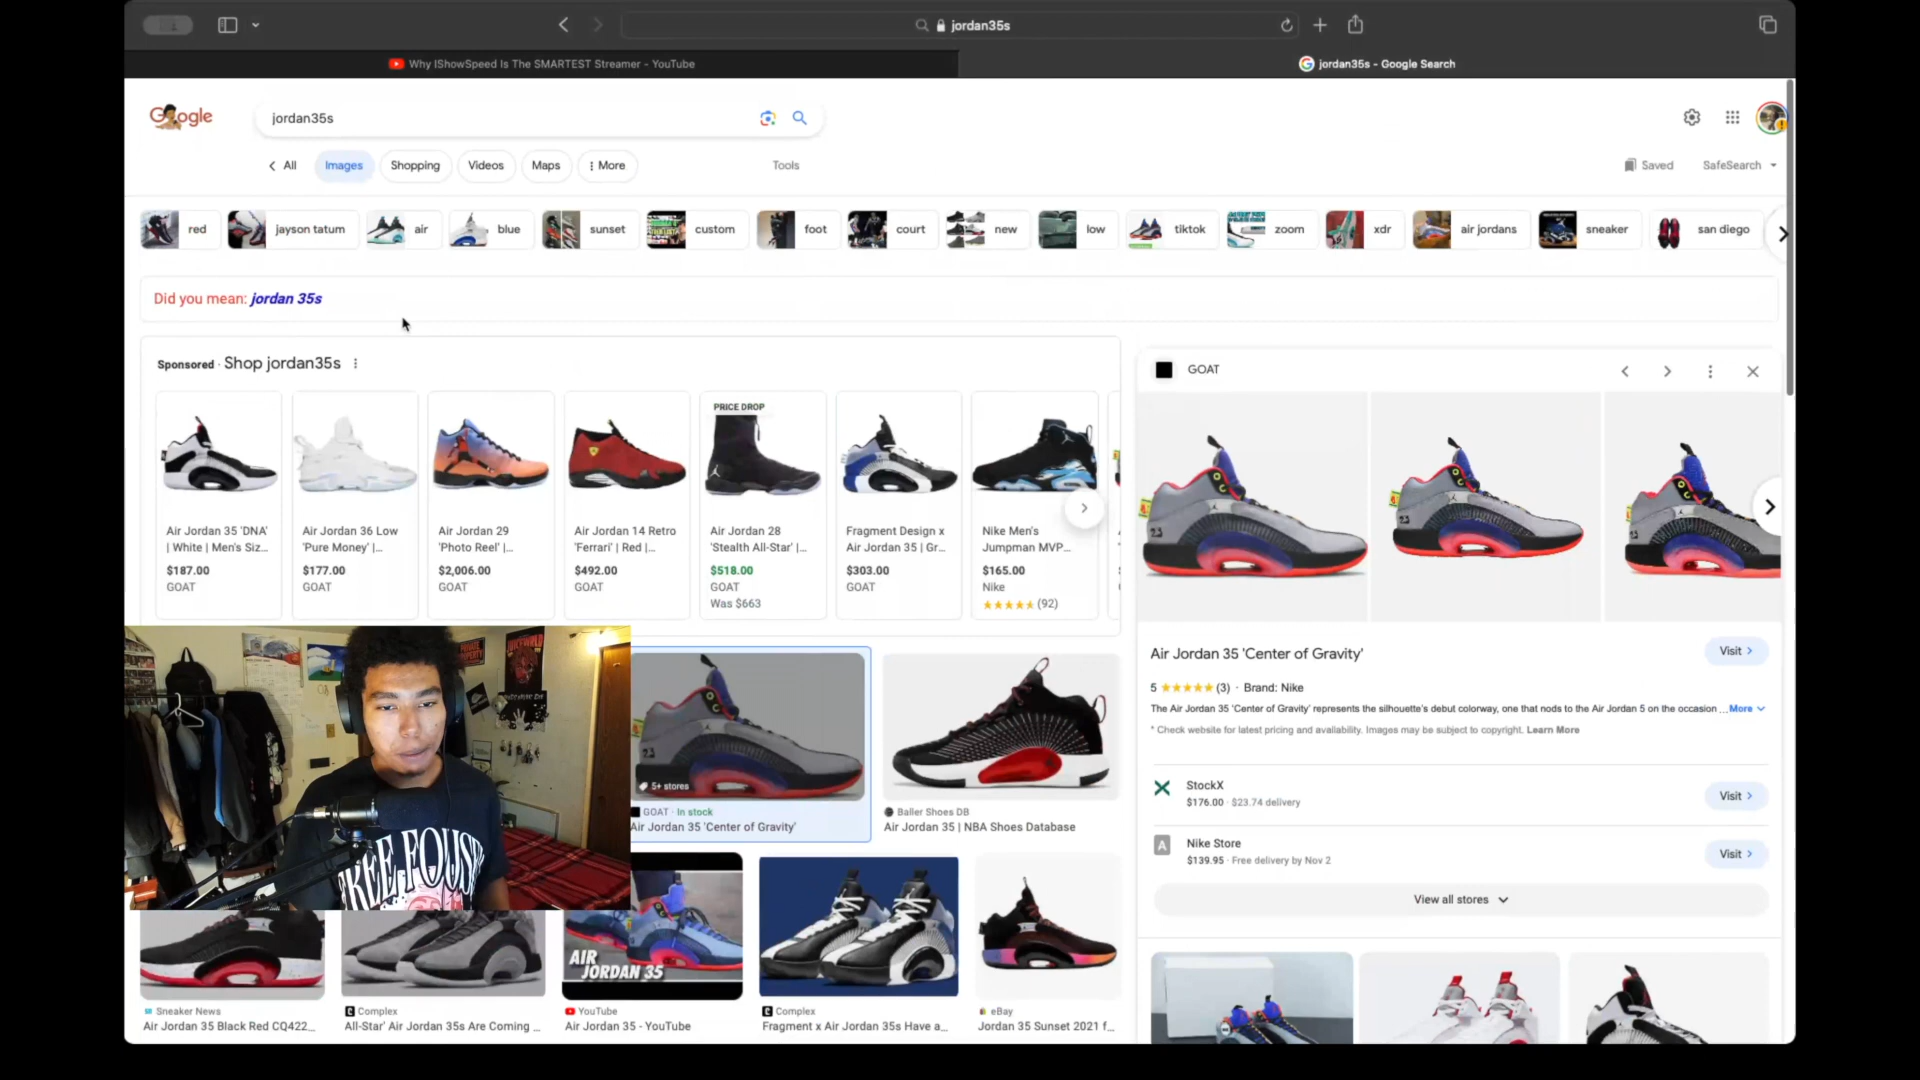 jordan35s
Why IShowSpeed Is The SMARTEST Streamer - YouTube
jordan35s - Google Search
Google
jordan35s
All
Images
Shopping
Videos
Maps
More
Tools
Saved
SafeSearch
red
jayson tatum
air
blue
sunset
custom
foot
court
new
low
tiktok
zoom
xdr
air jordans
sneaker
san diego
Did you mean: jordan 35s
Sponsored · Shop jordan35s
Air Jordan 35 'DNA'
| White | Men's Siz...
$187.00
GOAT
Air Jordan 36 Low
'Pure Money' |...
$177.00
GOAT
Air Jordan 29
'Photo Reel' |...
$2,006.00
GOAT
Air Jordan 14 Retro
'Ferrari' | Red |...
$492.00
GOAT
PRICE DROP
Air Jordan 28
'Stealth All-Star' |...
$518.00
GOAT
Was $663
Fragment Design x
Air Jordan 35 | Gr...
$303.00
GOAT
Nike Men's
Jumpman MVP...
$165.00
Nike
(92)
5+ stores
GOAT · In stock
Air Jordan 35 'Center of Gravity'
Baller Shoes DB
Air Jordan 35 | NBA Shoes Database
Sneaker News
Air Jordan 35 Black Red CQ422...
Complex
All-Star' Air Jordan 35s Are Coming ...
AIR
JORDAN 35
YouTube
Air Jordan 35 - YouTube
Complex
Fragment x Air Jordan 35s Have a...
eBay
Jordan 35 Sunset 2021 f...
GOAT
Air Jordan 35 'Center of Gravity'
Visit
5 ★★★★★ (3) · Brand: Nike
The Air Jordan 35 'Center of Gravity' represents the silhouette's debut colorway, one that nods to the Air Jordan 5 on the occasion ... More
* Check website for latest pricing and availability. Images may be subject to copyright. Learn More
StockX
$176.00 · $23.74 delivery
Visit
A
Nike Store
$139.95 · Free delivery by Nov 2
Visit
View all stores